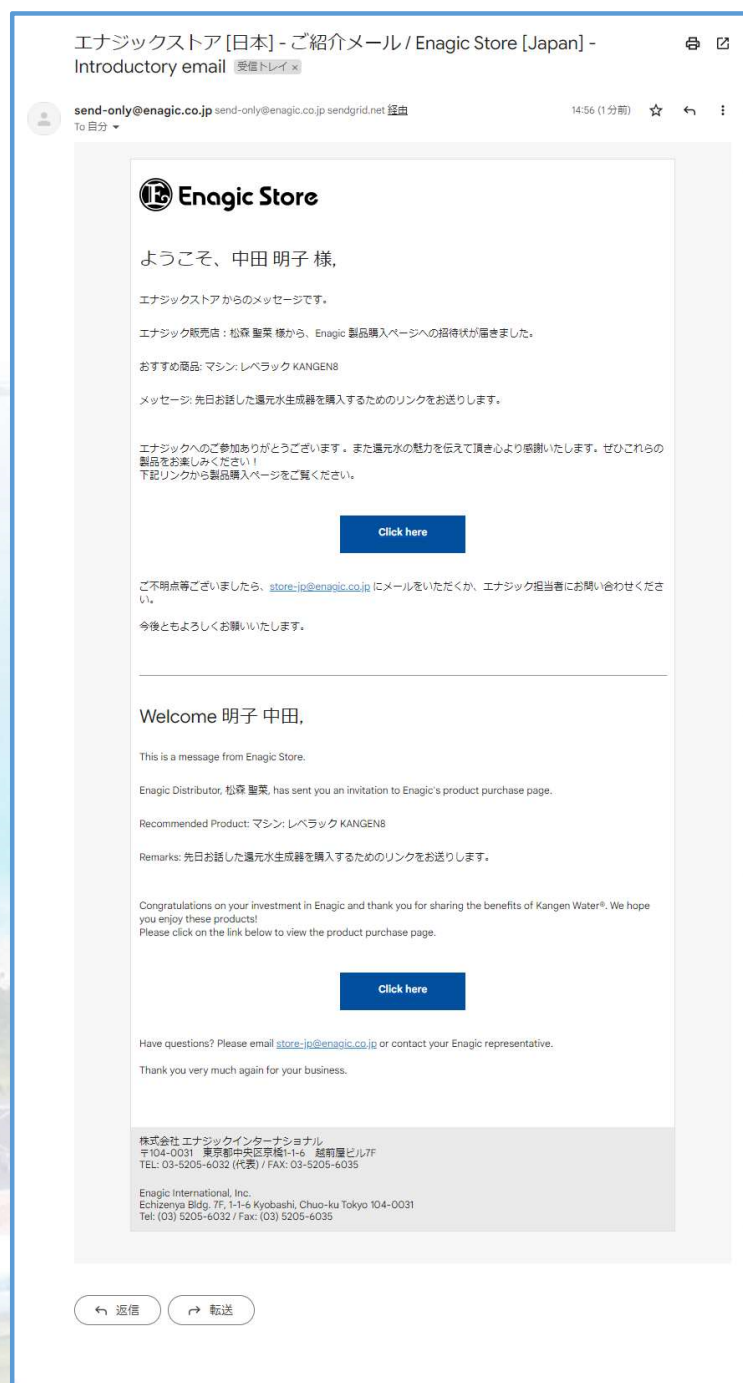 エナジックストア [日本] - ご紹介メール / Enagic Store [Japan] -
Introductory email 受信トレイ ×
send-only@enagic.co.jp send-only@enagic.co.jp sendgrid.net 経由
14:56 (1 分前)
To 自分
Enagic Store
ようこそ、中田 明子 様,
エナジックストア からのメッセージです。
エナジック販売店：松森 聖菜 様から、Enagic 製品購入ページへの招待状が届きました。
おすすめ商品: マシン: レベラック KANGEN8
メッセージ: 先日お話した還元水生成器を購入するためのリンクをお送りします。
エナジックへのご参加ありがとうございます 。また還元水の魅力を伝えて頂き心より感謝いたします。ぜひこれらの
製品をお楽しみください！
下記リンクから製品購入ページをご覧ください。
Click here
ご不明点等ございましたら、store-jp@enagic.co.jp にメールをいただくか、エナジック担当者にお問い合わせくださ
い。
今後ともよろしくお願いいたします。
Welcome 明子 中田,
This is a message from Enagic Store.
Enagic Distributor, 松森 聖菜, has sent you an invitation to Enagic's product purchase page.
Recommended Product: マシン: レベラック KANGEN8
Remarks: 先日お話した還元水生成器を購入するためのリンクをお送りします。
Congratulations on your investment in Enagic and thank you for sharing the benefits of Kangen Water®. We hope
you enjoy these products!
Please click on the link below to view the product purchase page.
Click here
Have questions? Please email store-jp@enagic.co.jp or contact your Enagic representative.
Thank you very much again for your business.
株式会社 エナジックインターナショナル
〒104-0031 東京都中央区京橋1-1-6 越前屋ビル7F
TEL: 03-5205-6032 (代表) / FAX: 03-5205-6035
Enagic International, Inc.
Echizenya Bldg. 7F, 1-1-6 Kyobashi, Chuo-ku Tokyo 104-0031
Tel: (03) 5205-6032 / Fax: (03) 5205-6035
返信
転送